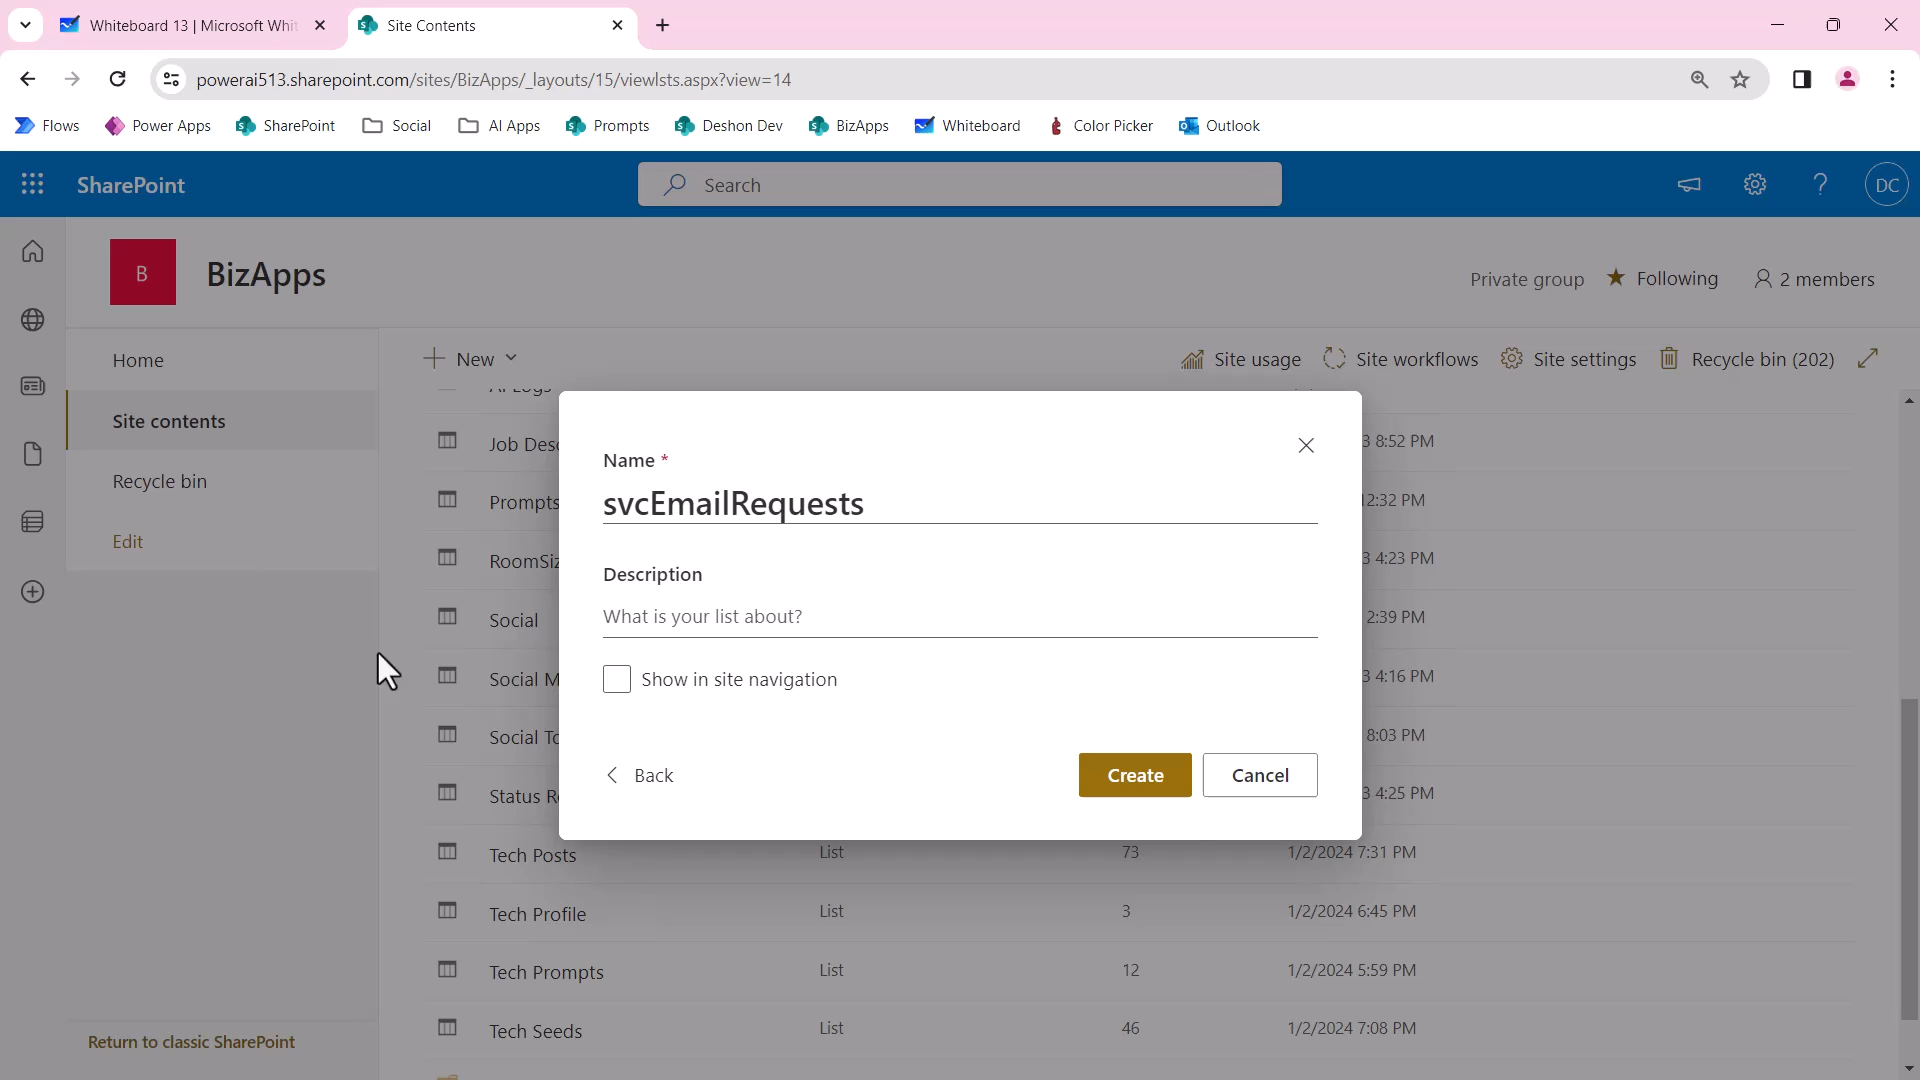 Whiteboard 13 | Microsoft Whit
Site Contents
powerai513.sharepoint.com/sites/BizApps/_layouts/15/viewlsts.aspx?view=14
Flows
Power Apps
SharePoint
Social
AI Apps
Prompts
Deshon Dev
BizApps
Whiteboard
Color Picker
Outlook
SharePoint
Search
DC
B
BizApps
Private group
Following
2 members
Home
Site contents
Recycle bin
Edit
New
Site usage
Site workflows
Site settings
Recycle bin (202)
Job Desc
3 8:52 PM
Prompts
12:32 PM
RoomSiz
3 4:23 PM
Social
2:39 PM
Social M
3 4:16 PM
Social To
8:03 PM
Status Re
3 4:25 PM
Name *
svcEmailRequests
Description
What is your list about?
Show in site navigation
Back
Create
Cancel
Tech Posts List 73 1/2/2024 7:31 PM
Tech Profile List 3 1/2/2024 6:45 PM
Tech Prompts List 12 1/2/2024 5:59 PM
Tech Seeds List 46 1/2/2024 7:08 PM
Return to classic SharePoint